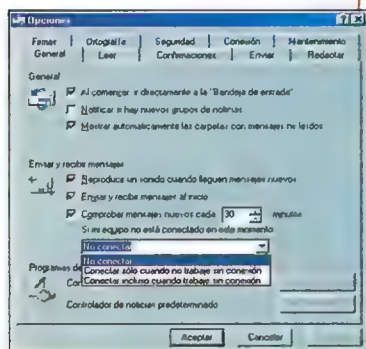 Opciones
Firmar Ortografía Seguridad Conexión Mantenimiento
General Leer Confirmaciones Enviar Redactar
General
Al comenzar ir directamente a la "Bandeja de entrada"
Notificar si hay nuevos grupos de noticias
Mostrar automáticamente las carpetas con mensajes no leídos
Enviar y recibir mensajes
Reproducir un sonido cuando lleguen mensajes nuevos
Enviar y recibir mensajes al inicio
Comprobar mensajes nuevos cada 30 minutos
Si mi equipo no está conectado en este momento
No conectar
No conectar
Conectar sólo cuando no trabaje sin conexión
Conectar incluso cuando trabaje sin conexión
Programas de
Con
Controlador de noticias predeterminado
Aceptar Cancelar